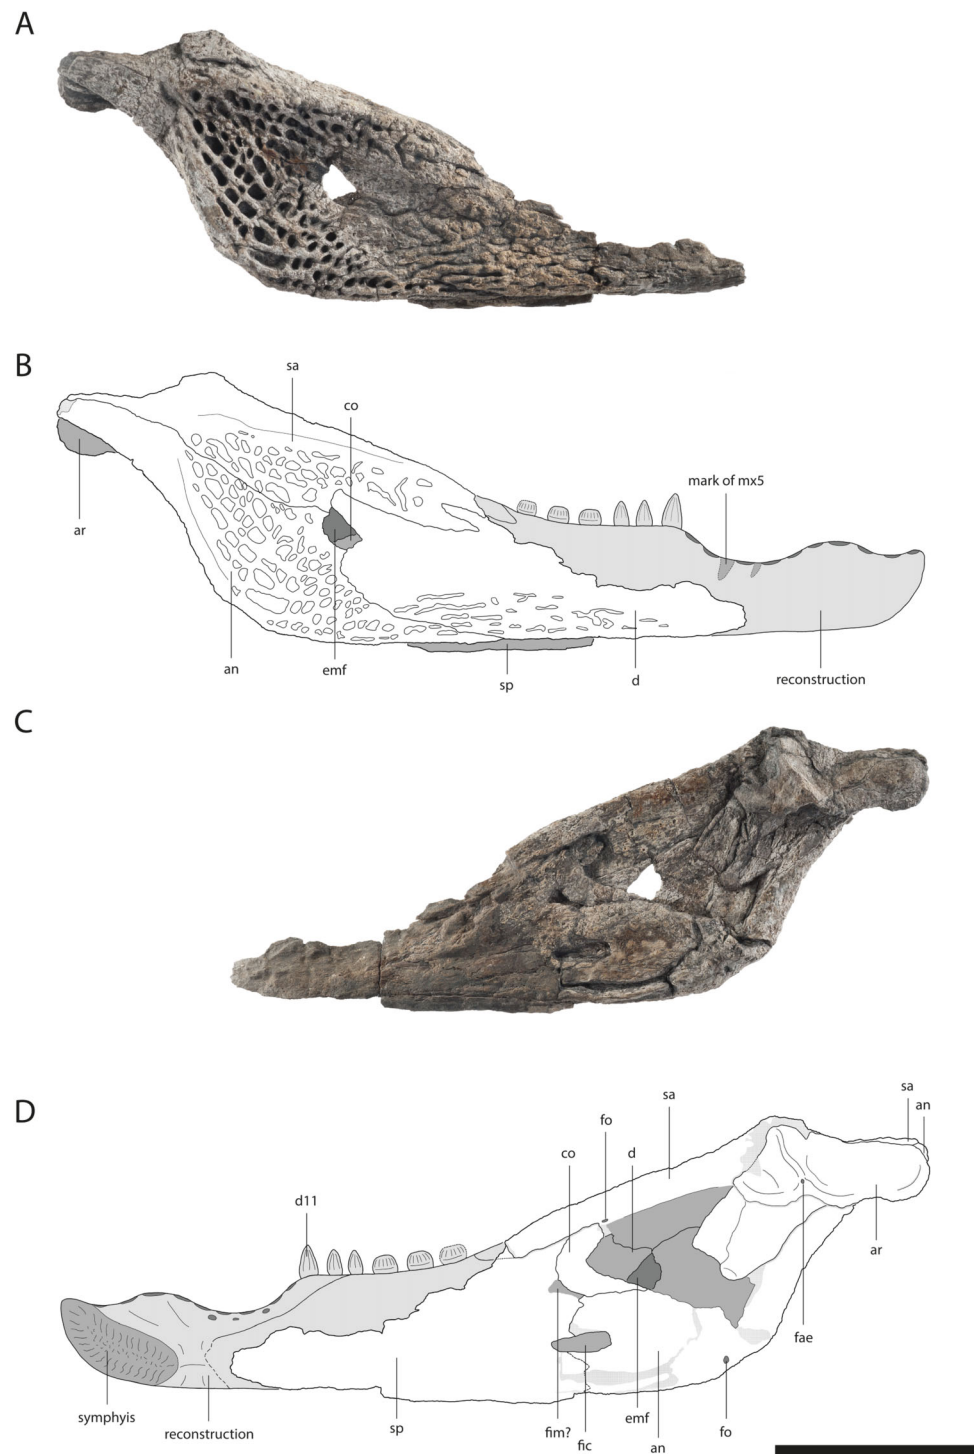 A
B
sa
co
ar
mark of mx5
an
emf
sp
d
reconstruction
C
D
sa
an
sa
fo
co
d
d11
ar
fae
symphyis
reconstruction
sp
fim?
fic
emf
an
fo